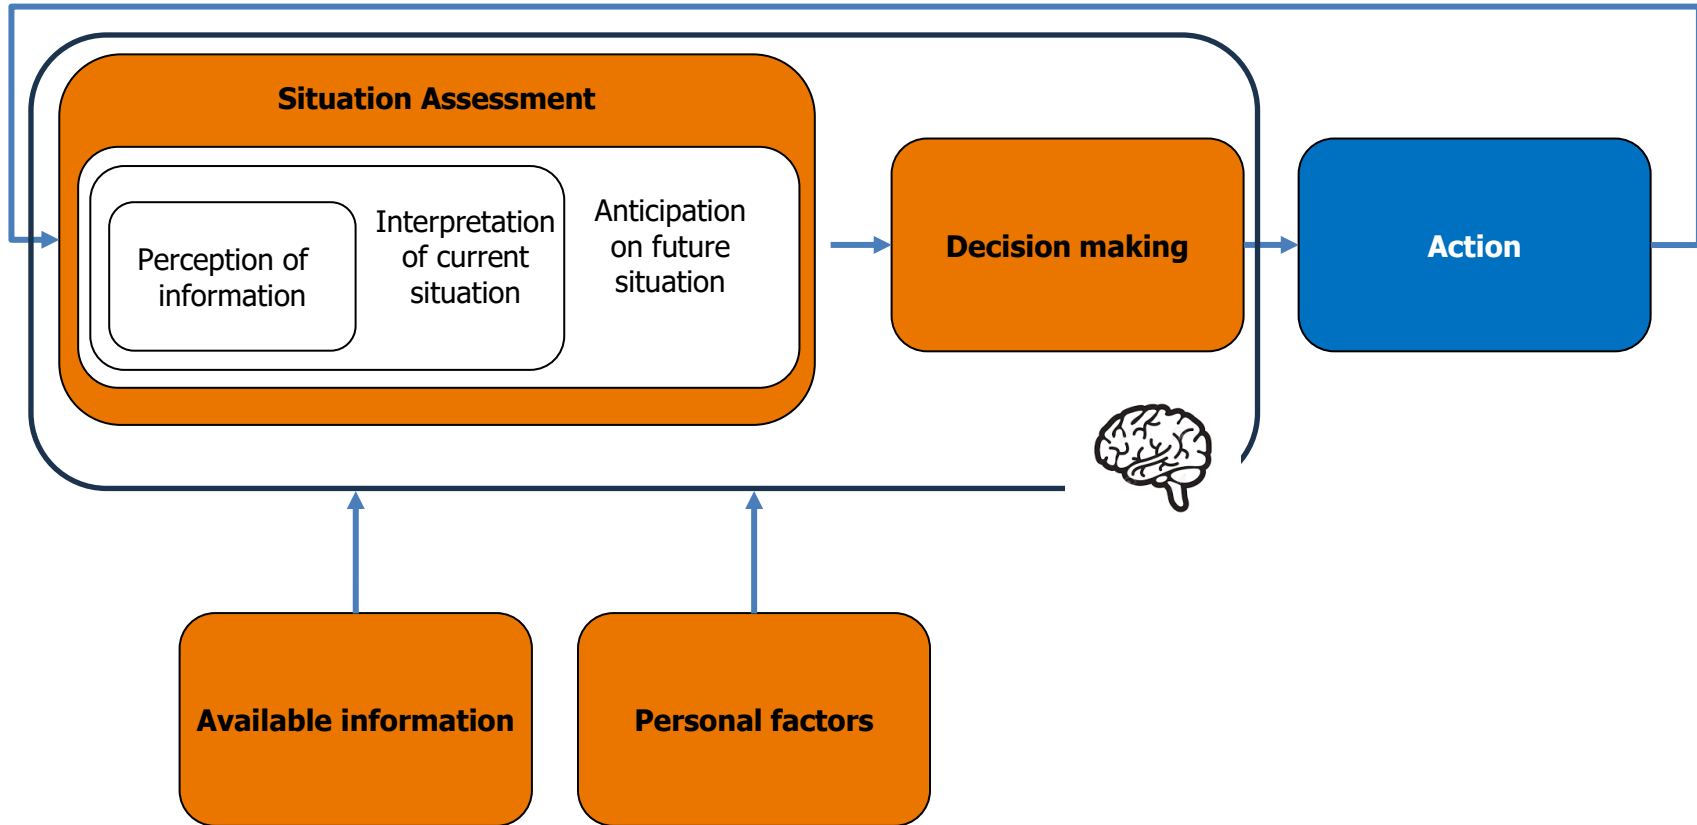 Situation Assessment
Perception of
information
Interpretation
of current
situation
Anticipation
on future
situation
Decision making
Action
Available information
Personal factors